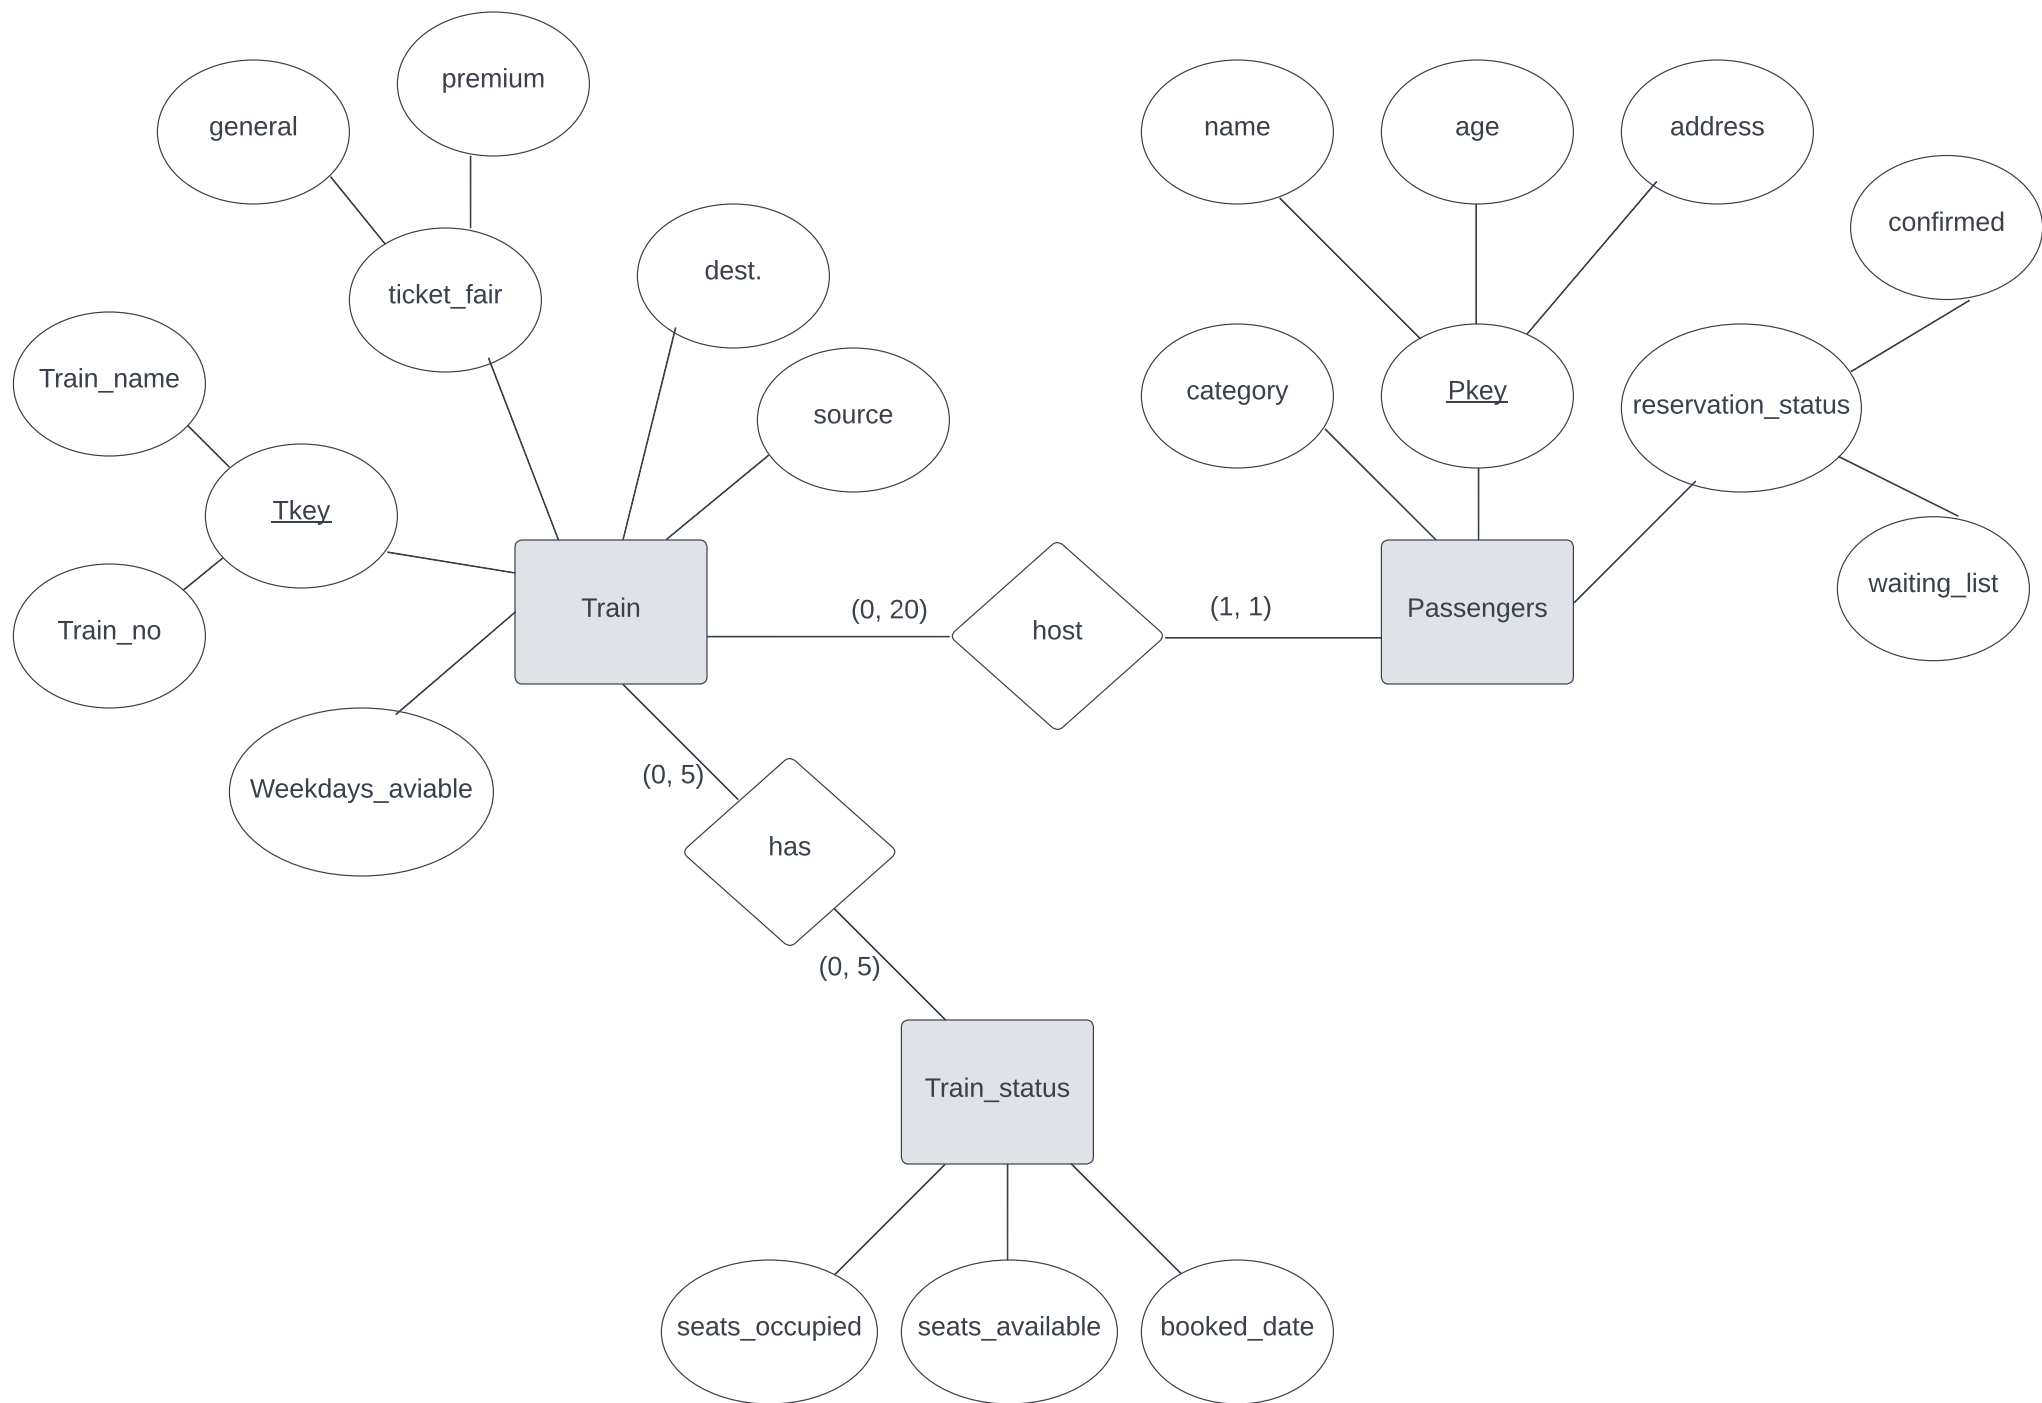 premium
general
name
age
address
confirmed
dest.
ticket_fair
Train_name
source
category
Pkey
reservation_status
Tkey
waiting_list
Train
(0, 20)
host
(1, 1)
Passengers
Train_no
(0, 5)
Weekdays_aviable
has
(0, 5)
Train_status
seats_occupied
seats_available
booked_date